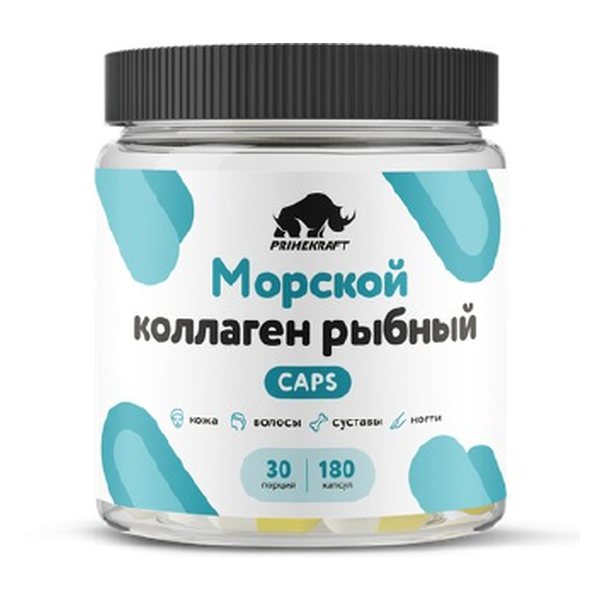 PRIMEKRAFT
Морской
коллаген рыбный
CAPS
кожа волосы суставы ногти
30 180
порций капсул